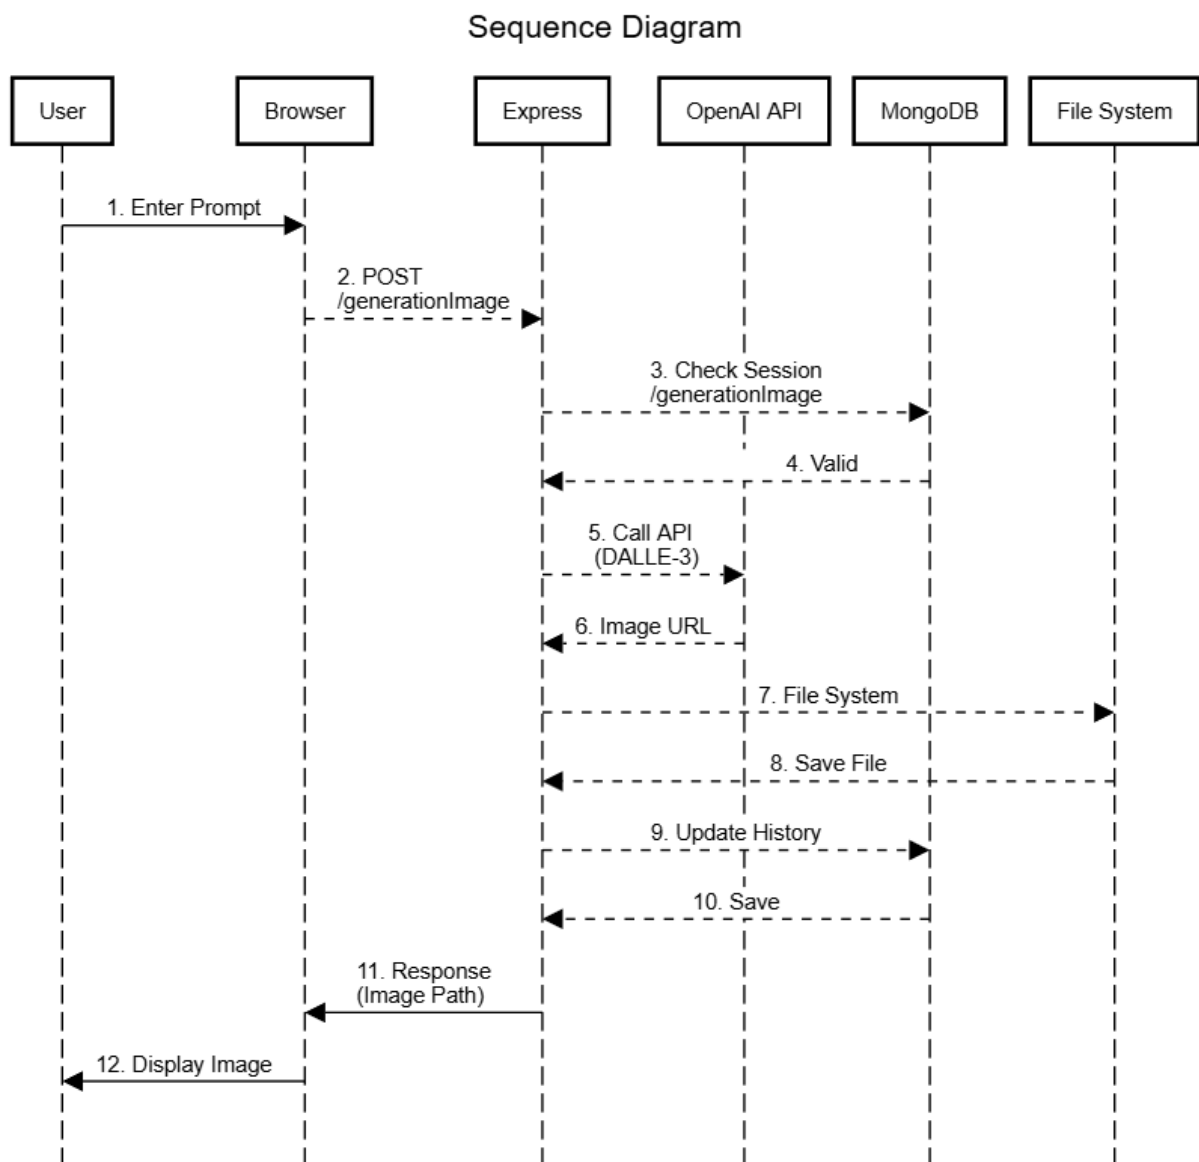 Sequence Diagram
User
Browser
Express
OpenAI API
MongoDB
File System
1. Enter Prompt
2. POST
/generationImage
3. Check Session
/generationImage
4. Valid
5. Call API
(DALLE-3)
6. Image URL
7. File System
8. Save File
9. Update History
10. Save
11. Response
(Image Path)
12. Display Image